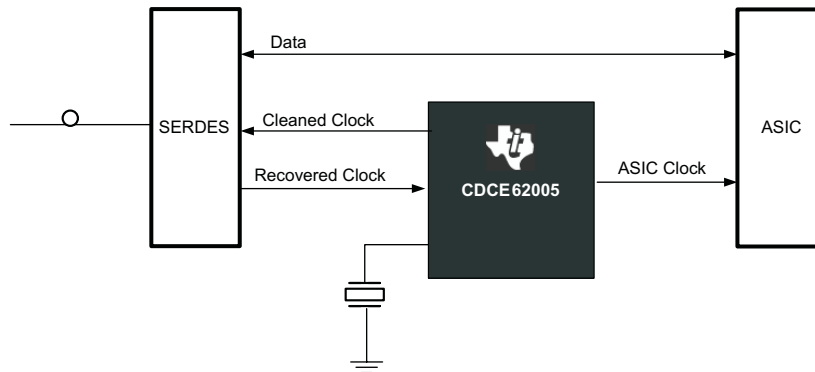 Data
SERDES
Cleaned Clock
ASIC
Recovered Clock
CDCE62005
ASIC Clock